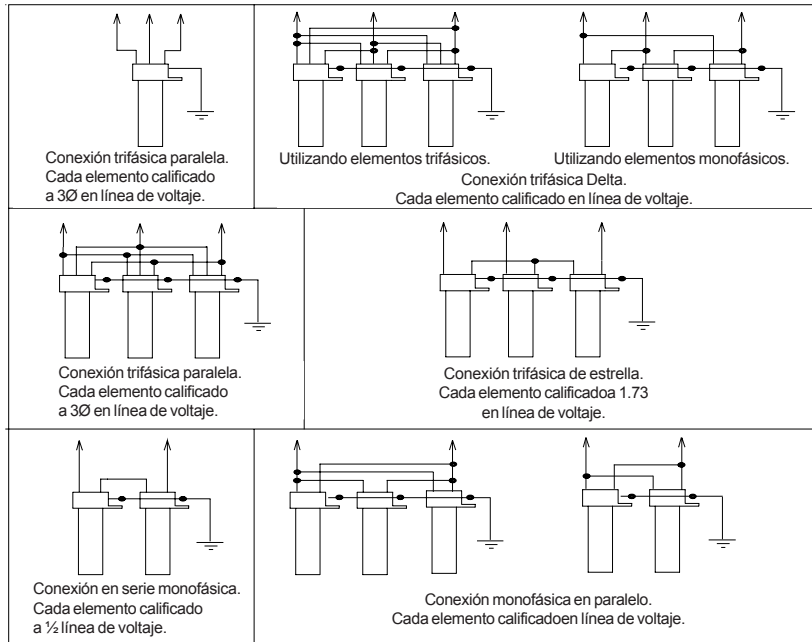 Conexión trifásica paralela.
Cada elemento calificado
a 3Ø en línea de voltaje.
Utilizando elementos trifásicos.
Utilizando elementos monofásicos.
Conexión trifásica Delta.
Cada elemento calificado en línea de voltaje.
Conexión trifásica paralela.
Cada elemento calificado
a 3Ø en línea de voltaje.
Conexión trifásica de estrella.
Cada elemento calificadoa 1.73
en línea de voltaje.
Conexión en serie monofásica.
Cada elemento calificado
a ½ línea de voltaje.
Conexión monofásica en paralelo.
Cada elemento calificadoen línea de voltaje.